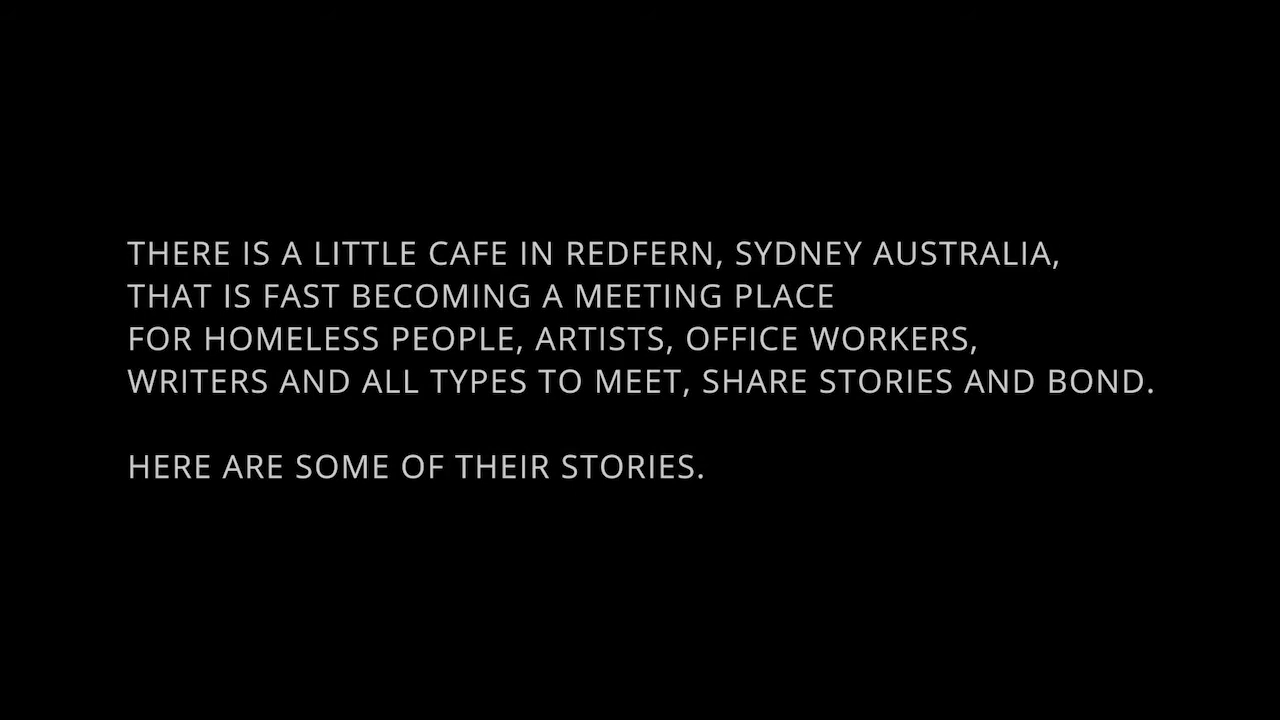 THERE IS A LITTLE CAFE IN REDFERN, SYDNEY AUSTRALIA,
THAT IS FAST BECOMING A MEETING PLACE
FOR HOMELESS PEOPLE, ARTISTS, OFFICE WORKERS,
WRITERS AND ALL TYPES TO MEET, SHARE STORIES AND BOND.
HERE ARE SOME OF THEIR STORIES.